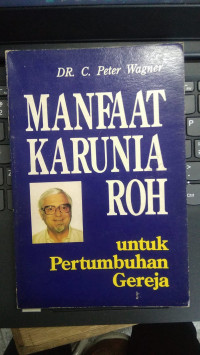 DR. C. Peter Wagner
MANFAAT
KARUNIA
ROH
untuk
Pertumbuhan
Gereja